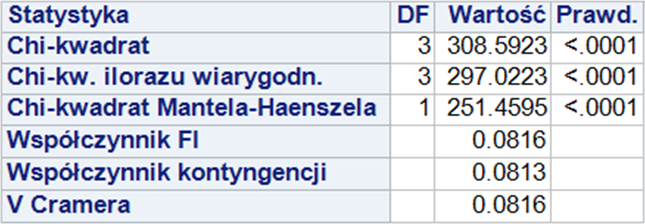 Statystyka DF Wartość Prawd.
Chi-kwadrat 3 308.5923 <.0001
Chi-kw. ilorazu wiarygodn. 3 297.0223 <.0001
Chi-kwadrat Mantela-Haenszela 1 251.4595 <.0001
Współczynnik FI 0.0816
Współczynnik kontyngencji 0.0813
V Cramera 0.0816